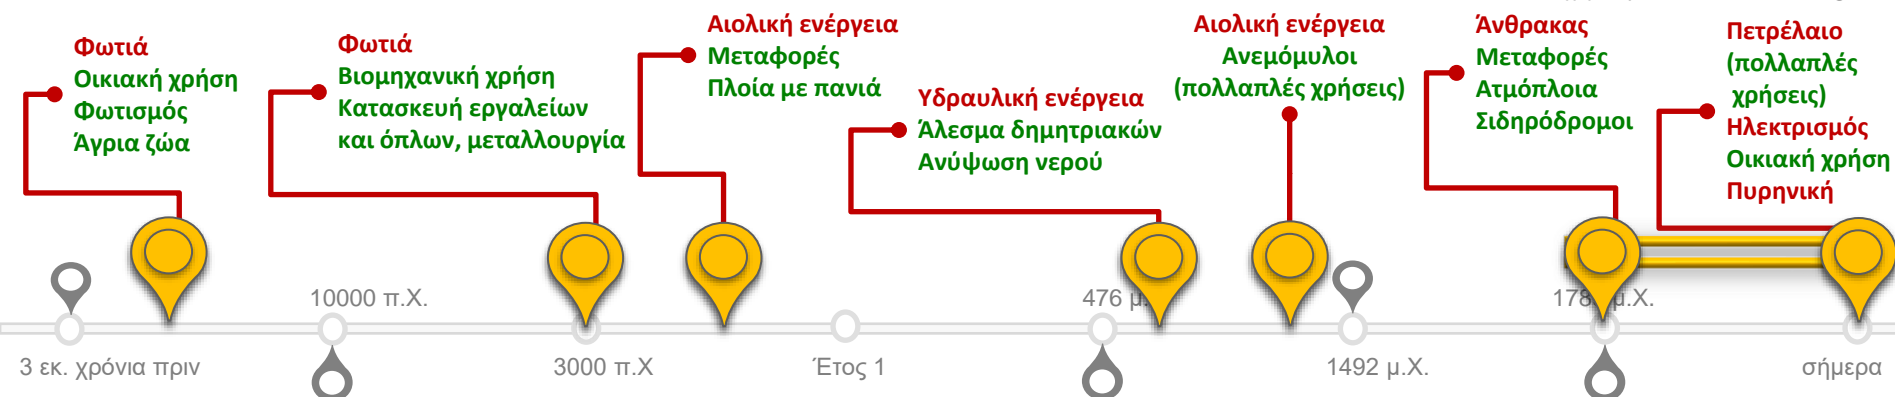 Φωτιά
Οικιακή χρήση
Φωτισμός
Άγρια ζώα
Φωτιά
Βιομηχανική χρήση
Κατασκευή εργαλείων
και όπλων, μεταλλουργία
Αιολική ενέργεια
Μεταφορές
Πλοία με πανιά
Υδραυλική ενέργεια
Άλεσμα δημητριακών
Ανύψωση νερού
Αιολική ενέργεια
Ανεμόμυλοι
(πολλαπλές χρήσεις)
Άνθρακας
Μεταφορές
Ατμόπλοια
Σιδηρόδρομοι
Πετρέλαιο
(πολλαπλές
χρήσεις)
Ηλεκτρισμός
Οικιακή χρήση
Πυρηνική
3 εκ. χρόνια πριν
10000 π.Χ.
3000 π.Χ
Έτος 1
476 μ.
1492 μ.Χ.
μ.Χ.
σήμερα